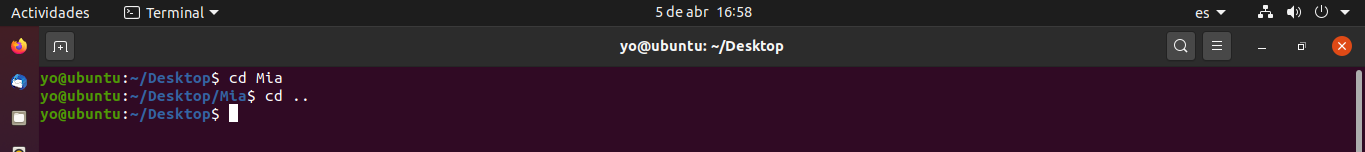 Actividades Terminal 5 de abr 16:58 es
yo@ubuntu: ~/Desktop
yo@ubuntu:~/Desktop$ cd Mia
yo@ubuntu:~/Desktop/Mia$ cd ..
yo@ubuntu:~/Desktop$